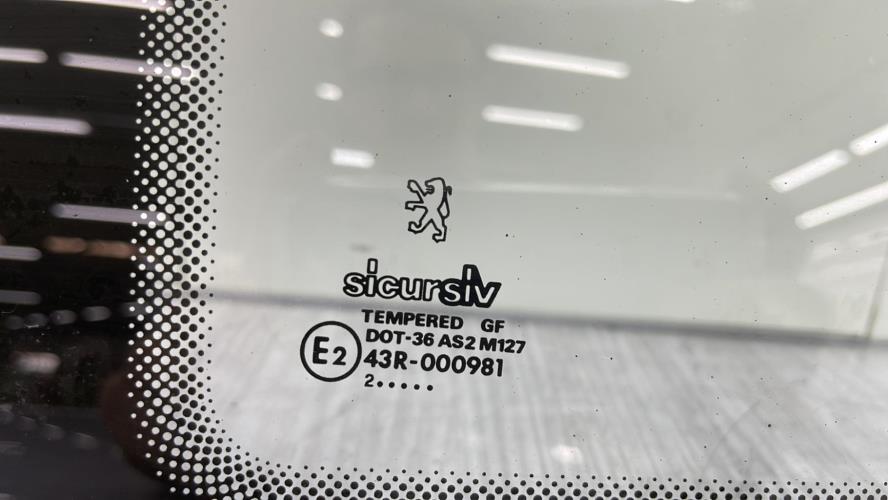 sicursiv
TEMPERED GF
DOT-36 AS2 M127
E2
43R-000981
2.....